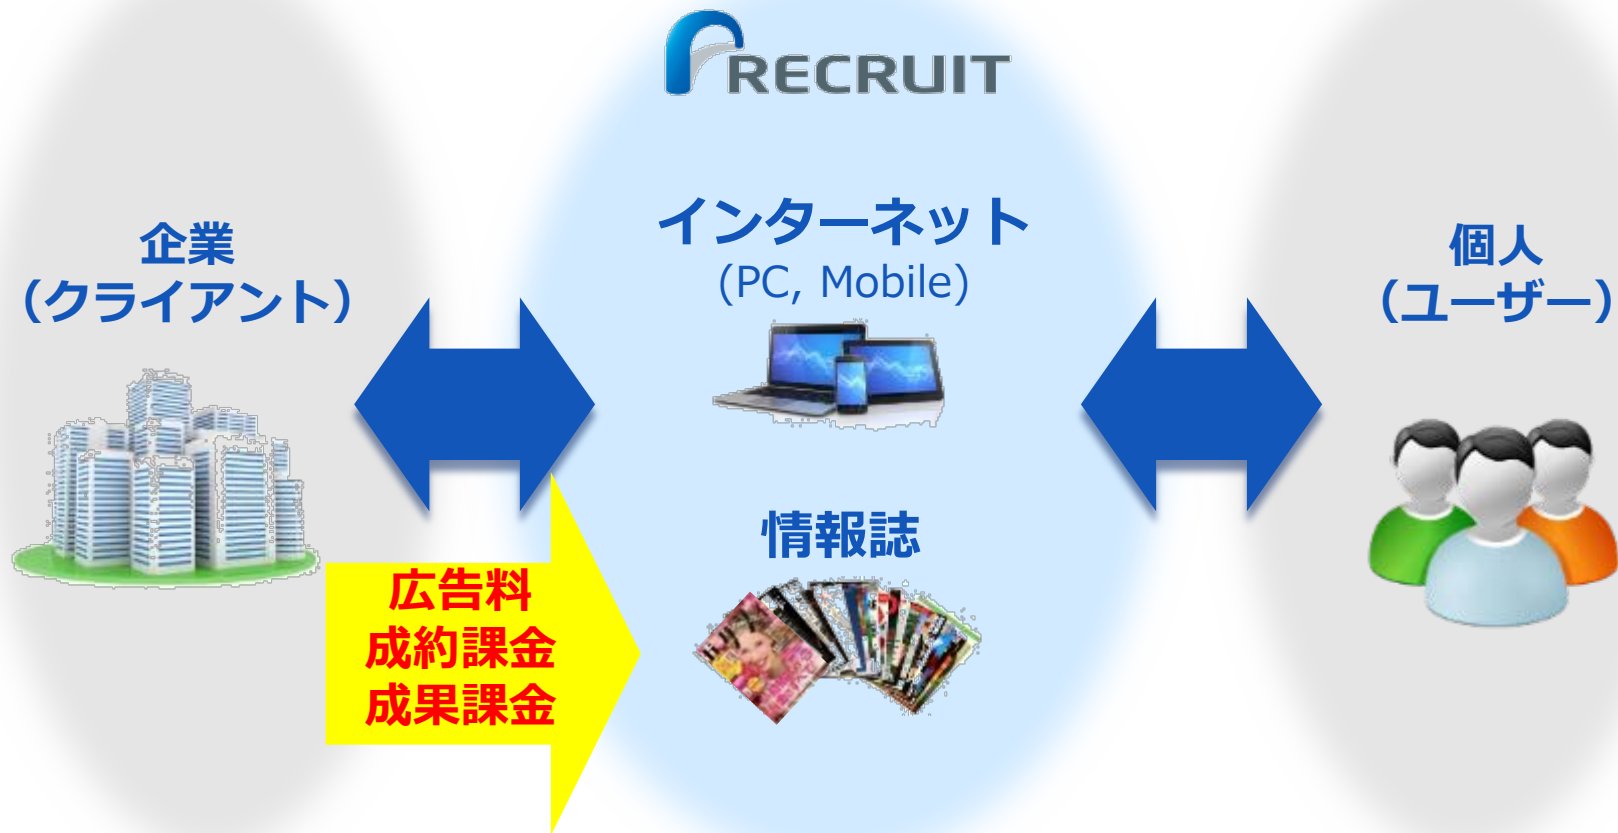 RECRUIT
企業
（クライアント）
インターネット
(PC, Mobile)
個人
（ユーザー）
情報誌
広告料
成約課金
成果課金